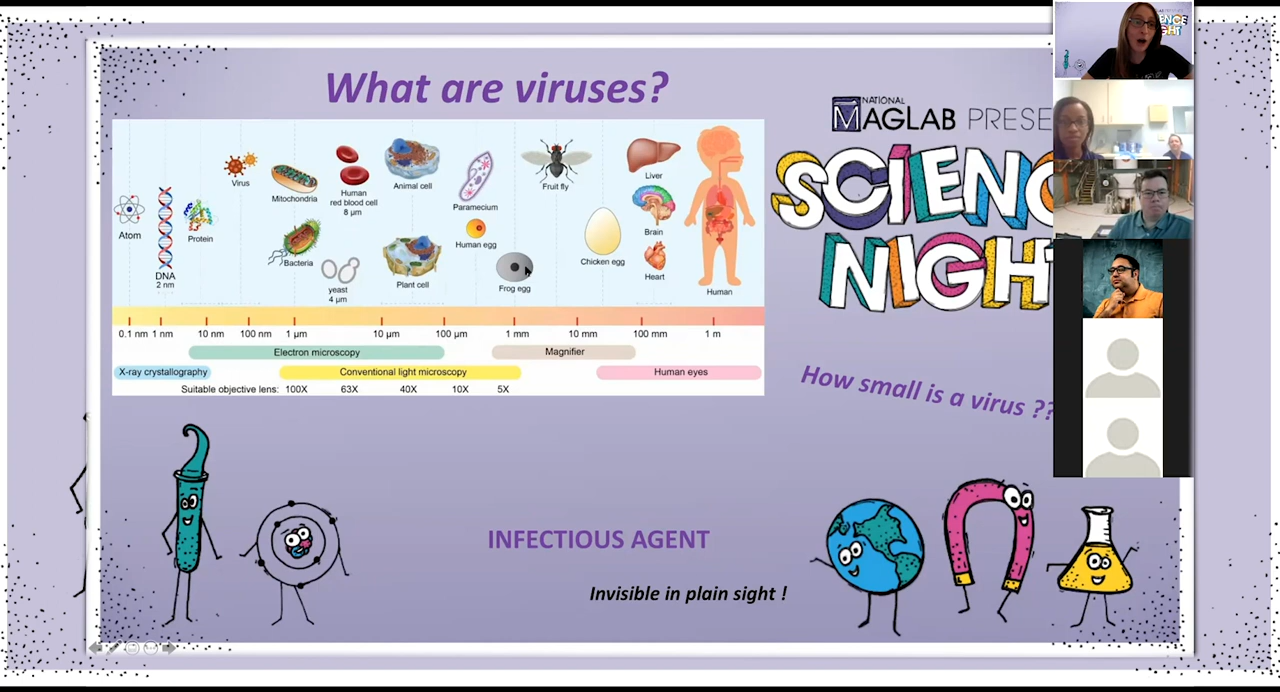 What are viruses?
NATIONAL
MAGLAB PRESE
SCIENC
NIGHT
Virus
Mitochondria
Human
red blood cell
8 μm
Animal cell
Paramecium
Fruit fly
Liver
Atom
DNA
2 nm
Protein
Bacteria
yeast
4 μm
Plant cell
Human egg
Frog egg
Chicken egg
Brain
Heart
Human
0.1 nm 1 nm 10 nm 100 nm 1 μm 10 μm 100 μm 1 mm 10 mm 100 mm 1 m
Electron microscopy Magnifier
X-ray crystallography Conventional light microscopy Human eyes
Suitable objective lens: 100X 63X 40X 10X 5X
How small is a virus ??
INFECTIOUS AGENT
Invisible in plain sight !